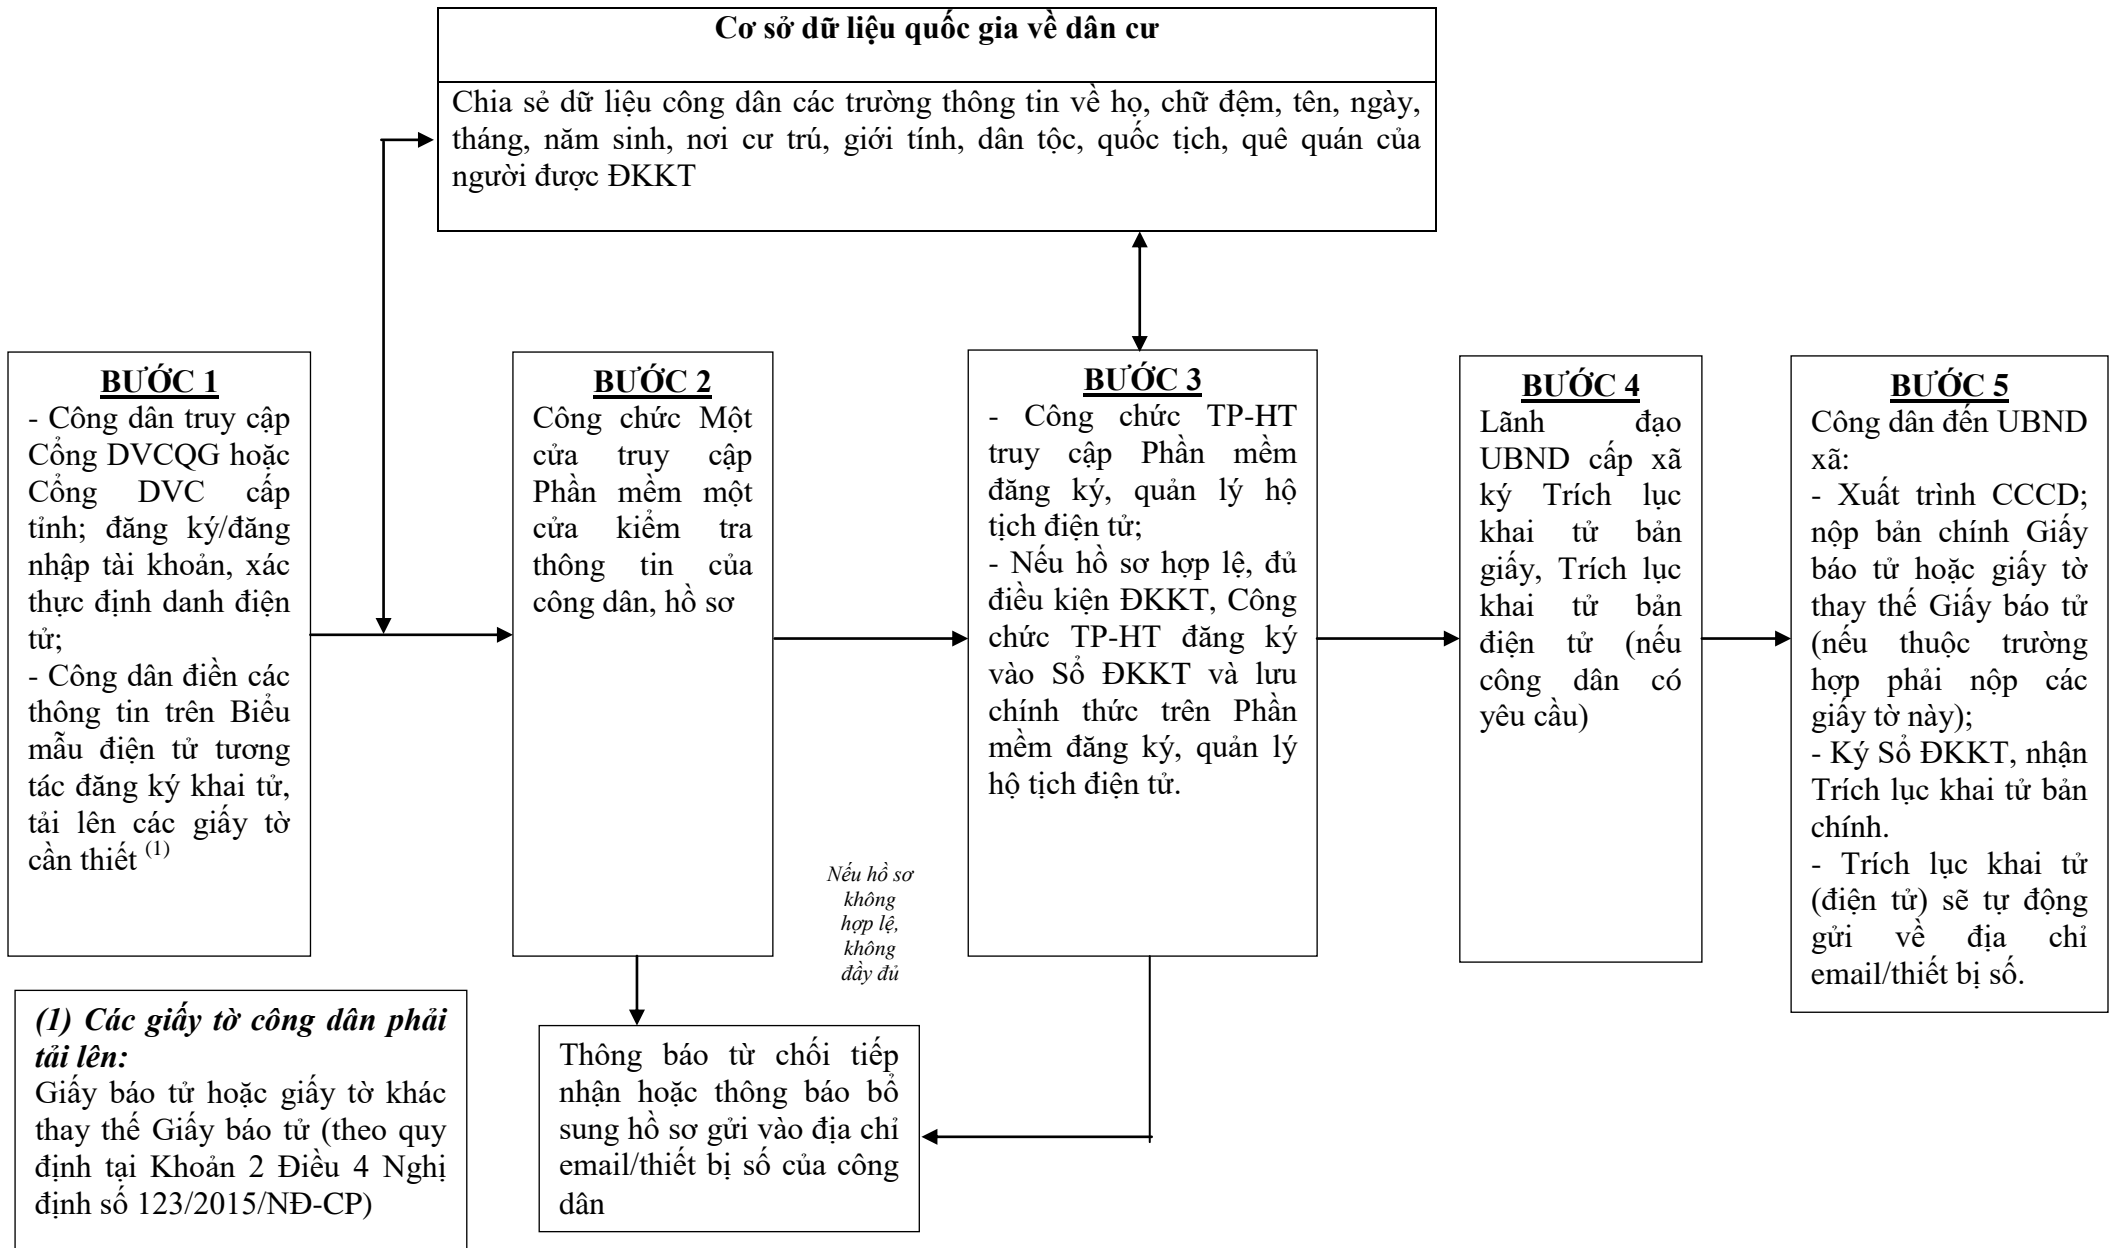 Cơ sở dữ liệu quốc gia về dân cư
Chia sẻ dữ liệu công dân các trường thông tin về họ, chữ đệm, tên, ngày,
tháng, năm sinh, nơi cư trú, giới tính, dân tộc, quốc tịch, quê quán của
người được ĐKKT
BƯỚC 1
- Công dân truy cập
Cổng DVCQG hoặc
Cổng DVC cấp
tỉnh; đăng ký/đăng
nhập tài khoản, xác
thực định danh điện
tử;
- Công dân điền các
thông tin trên Biểu
mẫu điện tử tương
tác đăng ký khai tử,
tải lên các giấy tờ
cần thiết (1)
BƯỚC 2
Công chức Một
cửa truy cập
Phần mềm một
cửa kiểm tra
thông tin của
công dân, hồ sơ
BƯỚC 3
- Công chức TP-HT
truy cập Phần mềm
đăng ký, quản lý hộ
tịch điện tử;
- Nếu hồ sơ hợp lệ, đủ
điều kiện ĐKKT, Công
chức TP-HT đăng ký
vào Sổ ĐKKT và lưu
chính thức trên Phần
mềm đăng ký, quản lý
hộ tịch điện tử.
BƯỚC 4
Lãnh đạo
UBND cấp xã
ký Trích lục
khai tử bản
giấy, Trích lục
khai tử bản
điện tử (nếu
công dân có
yêu cầu)
BƯỚC 5
Công dân đến UBND
xã:
- Xuất trình CCCD;
nộp bản chính Giấy
báo tử hoặc giấy tờ
thay thế Giấy báo tử
(nếu thuộc trường
hợp phải nộp các
giấy tờ này);
- Ký Sổ ĐKKT, nhận
Trích lục khai tử bản
chính.
- Trích lục khai tử
(điện tử) sẽ tự động
gửi về địa chỉ
email/thiết bị số.
Nếu hồ sơ
không
hợp lệ,
không
đầy đủ
(1) Các giấy tờ công dân phải
tải lên:
Giấy báo tử hoặc giấy tờ khác
thay thế Giấy báo tử (theo quy
định tại Khoản 2 Điều 4 Nghị
định số 123/2015/NĐ-CP)
Thông báo từ chối tiếp
nhận hoặc thông báo bổ
sung hồ sơ gửi vào địa chỉ
email/thiết bị số của công
dân